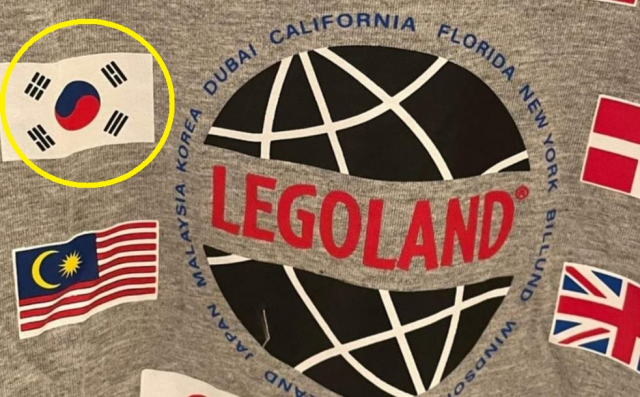 DUBAI CALIFORNIA FLORIDA NEW YORK BILLUND
MALAYSIA KOREA
LEGOLAND®
JAPAN